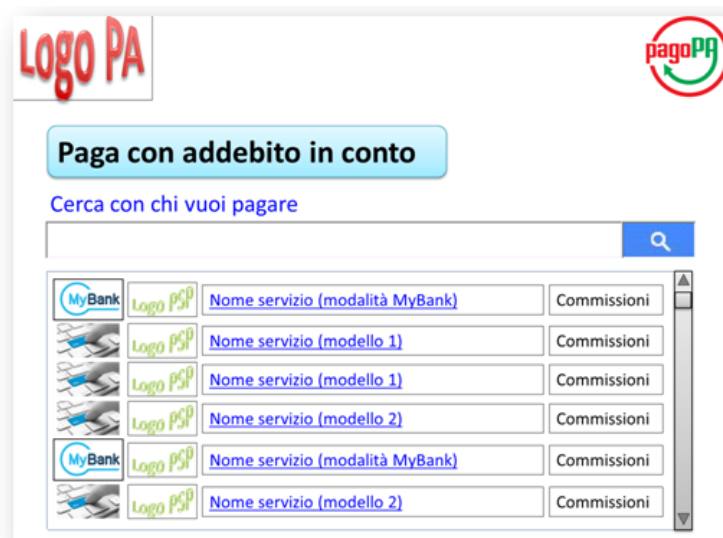 Logo PA
pagoPA
Paga con addebito in conto
Cerca con chi vuoi pagare
MyBank Logo PSP Nome servizio (modalità MyBank) Commissioni
Logo PSP Nome servizio (modello 1) Commissioni
Logo PSP Nome servizio (modello 1) Commissioni
Logo PSP Nome servizio (modello 2) Commissioni
MyBank Logo PSP Nome servizio (modalità MyBank) Commissioni
Logo PSP Nome servizio (modello 2) Commissioni